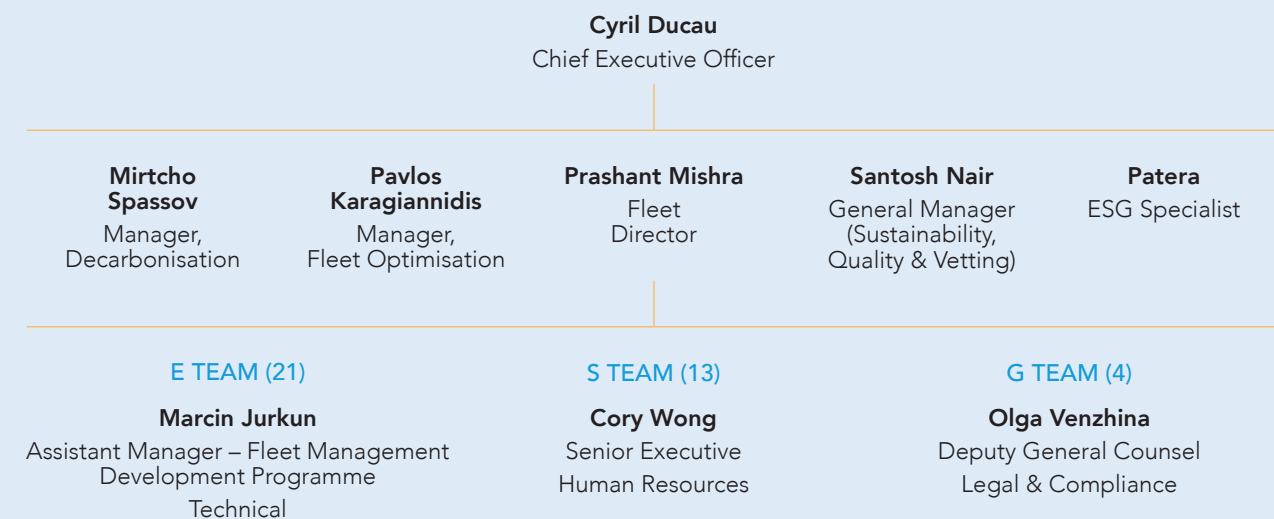 Cyril Ducau
Chief Executive Officer
Mirtcho
Spassov
Manager,
Decarbonisation
Pavlos
Karagiannidis
Manager,
Fleet Optimisation
Prashant Mishra
Fleet
Director
Santosh Nair
General Manager
(Sustainability,
Quality & Vetting)
Patera
ESG Specialist
E TEAM (21)
Marcin Jurkun
Assistant Manager – Fleet Management
Development Programme
Technical
S TEAM (13)
Cory Wong
Senior Executive
Human Resources
G TEAM (4)
Olga Venzhina
Deputy General Counsel
Legal & Compliance